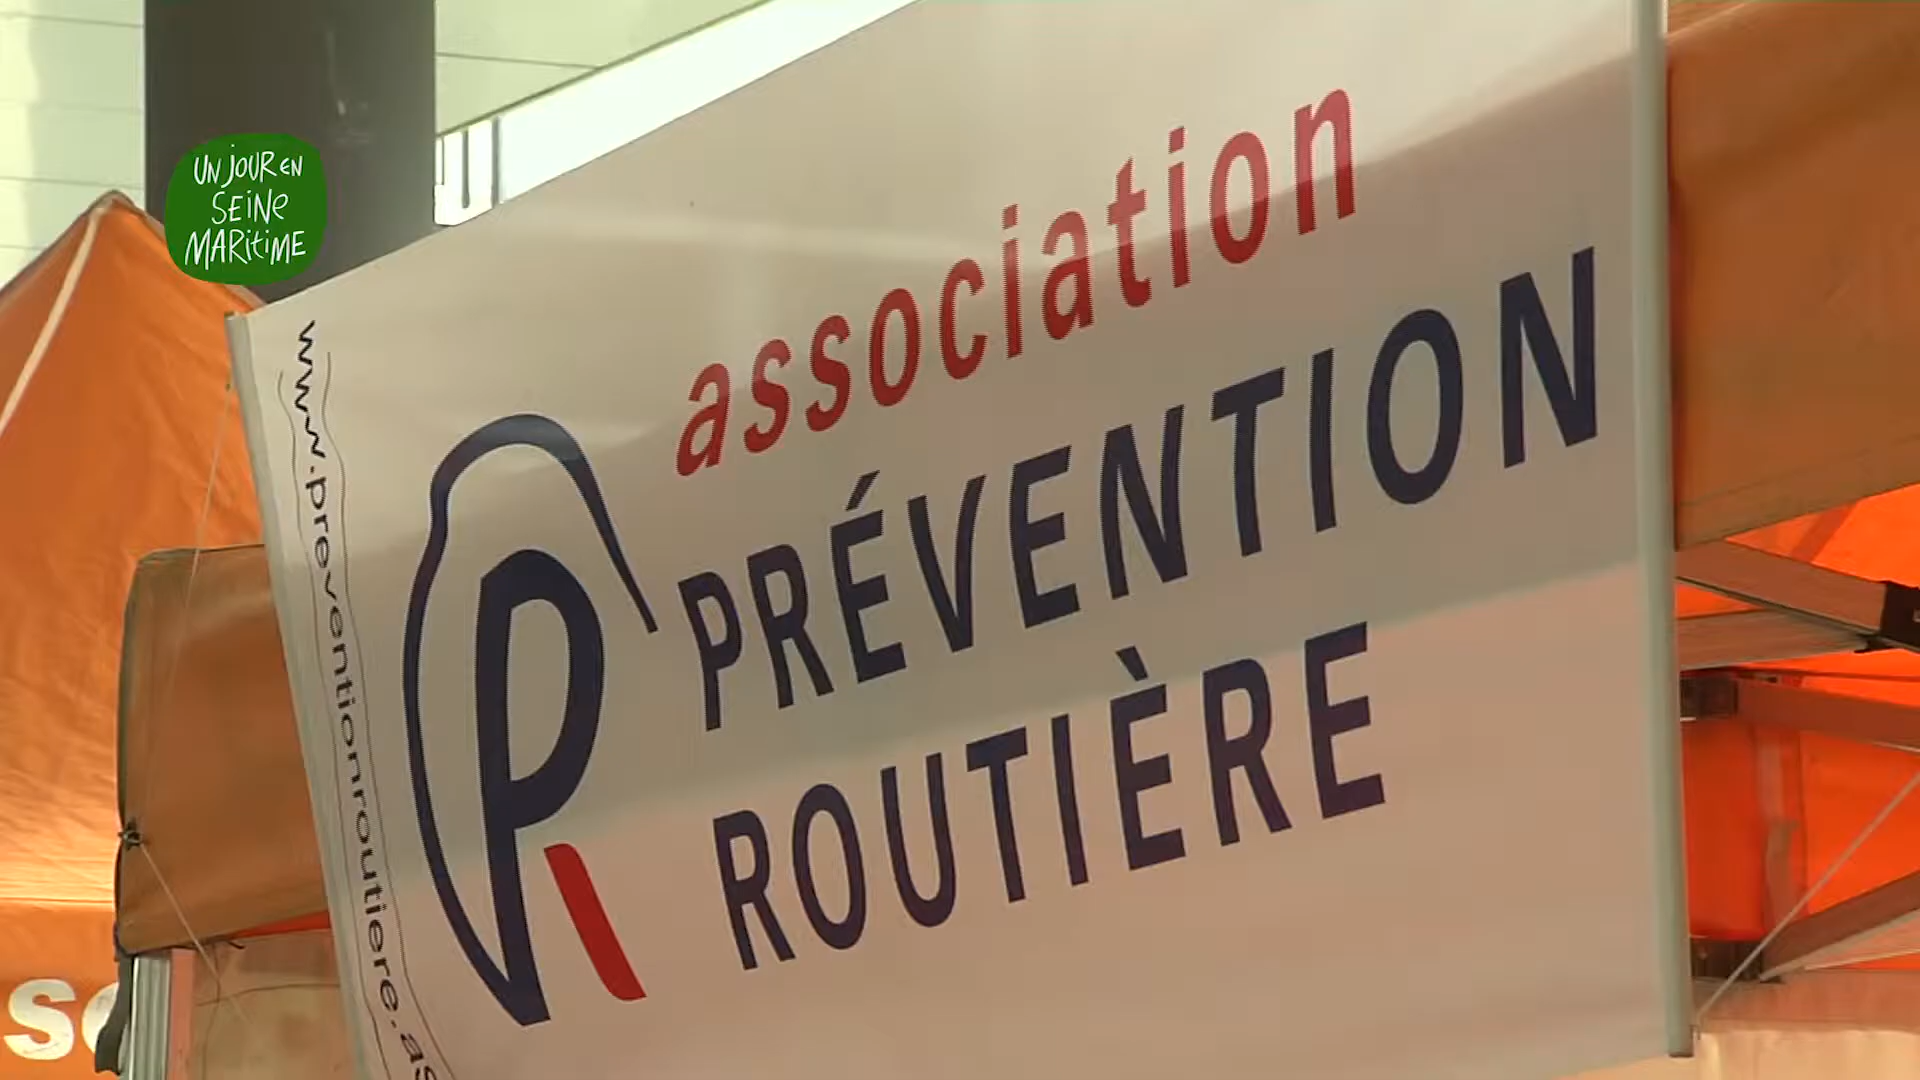 UN JOUR EN
SEINE
MARITIME
association
PRÉVENTION
ROUTIÈRE
www.preventionroutiere.as